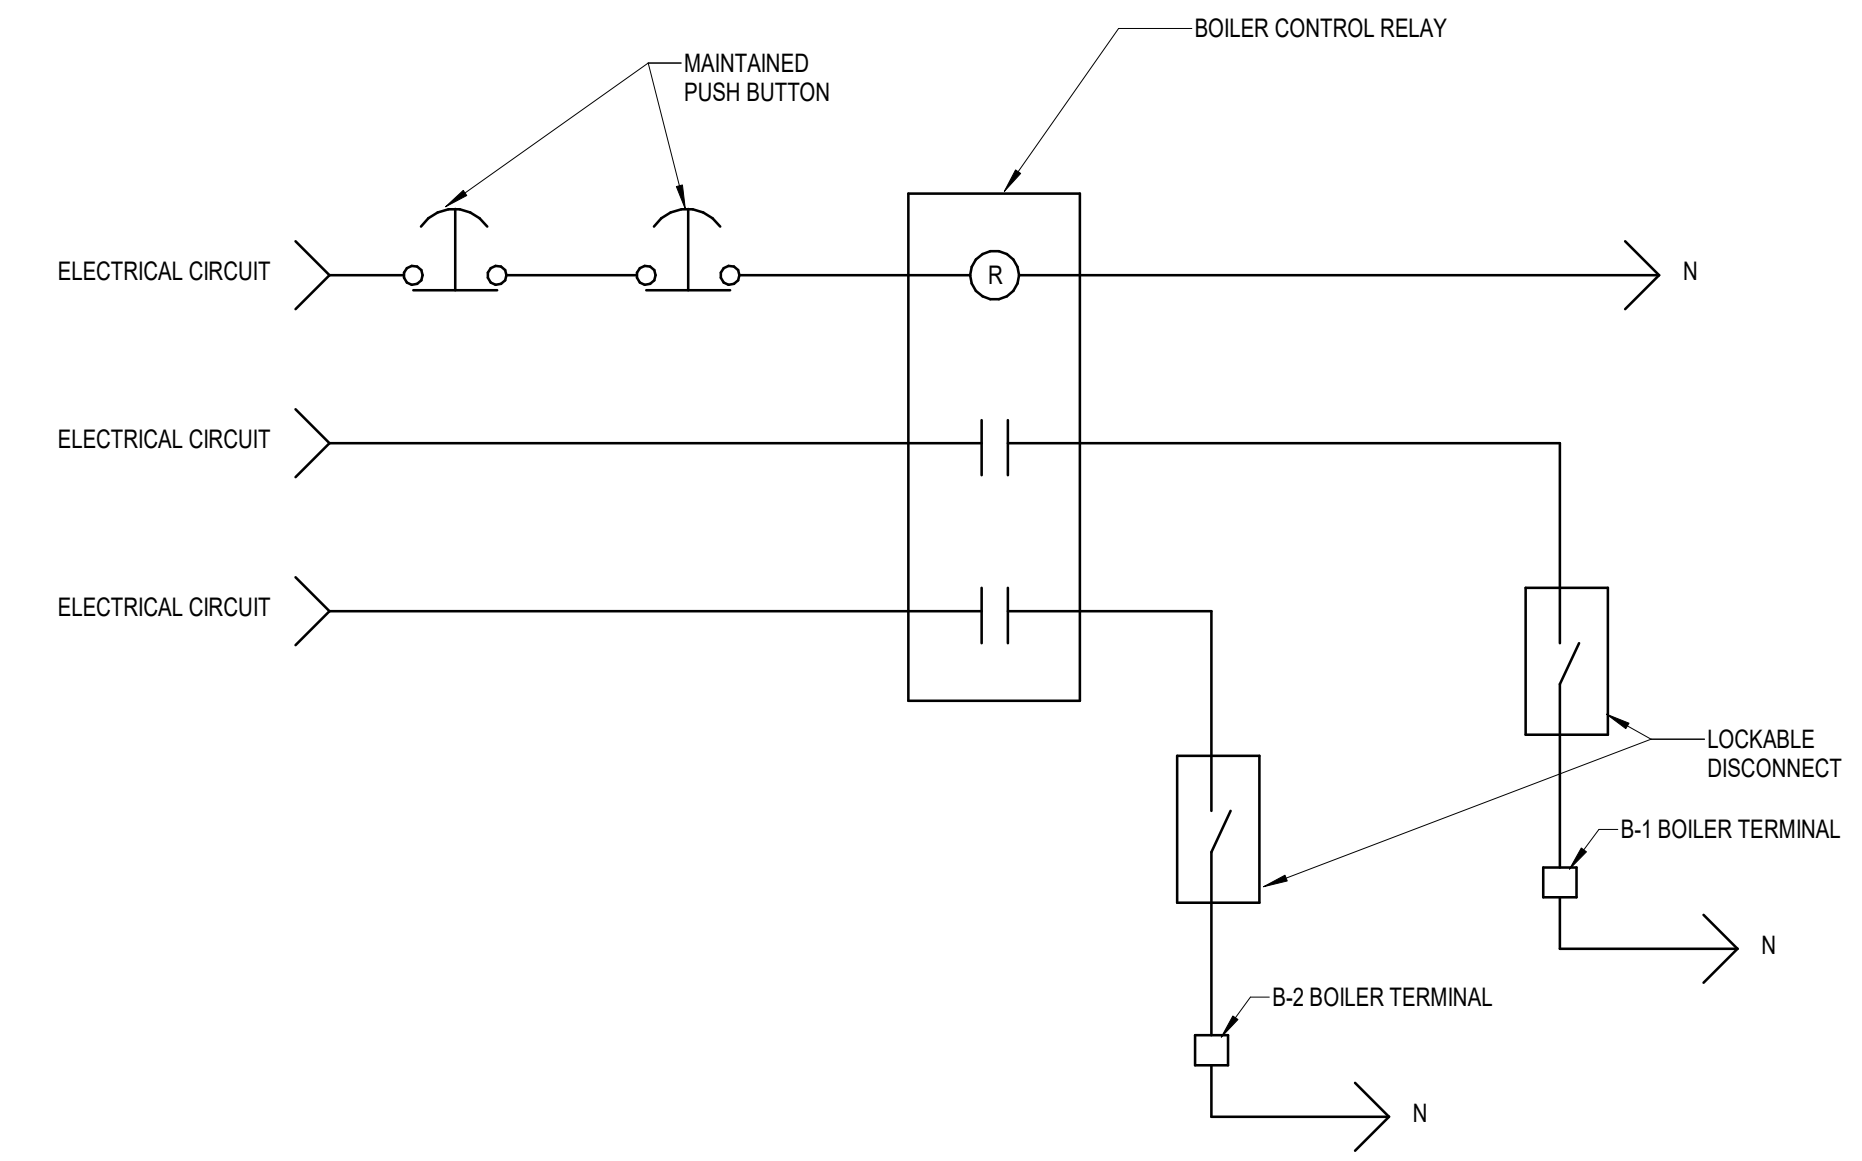 BOILER CONTROL RELAY
MAINTAINED
PUSH BUTTON
ELECTRICAL CIRCUIT
R
N
ELECTRICAL CIRCUIT
ELECTRICAL CIRCUIT
LOCKABLE
DISCONNECT
B-1 BOILER TERMINAL
N
B-2 BOILER TERMINAL
N